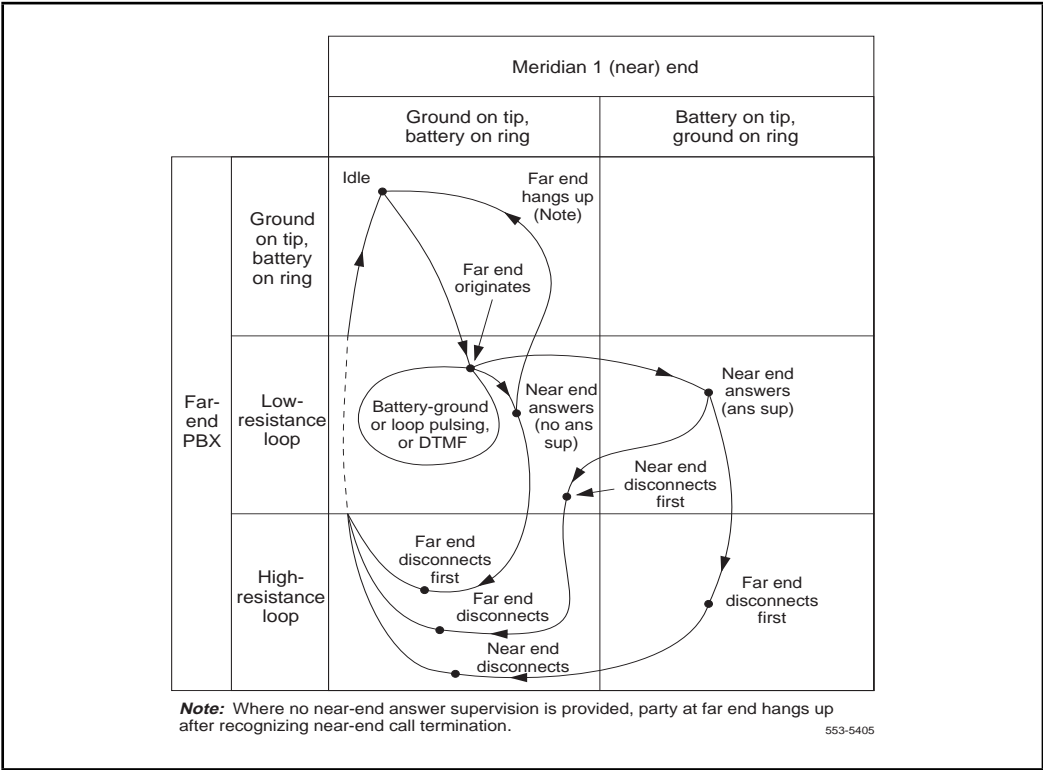 Meridian 1 (near) end
Ground on tip,
battery on ring
Battery on tip,
ground on ring
Far-
end
PBX
Ground
on tip,
battery
on ring
Idle
Far end
hangs up
(Note)
Far end
originates
Low-
resistance
loop
Battery-ground
or loop pulsing,
or DTMF
Near end
answers
(no ans
sup)
Near end
answers
(ans sup)
Near end
disconnects
first
High-
resistance
loop
Far end
disconnects
first
Far end
disconnects
Near end
disconnects
Far end
disconnects
first
Note: Where no near-end answer supervision is provided, party at far end hangs up
after recognizing near-end call termination.
553-5405